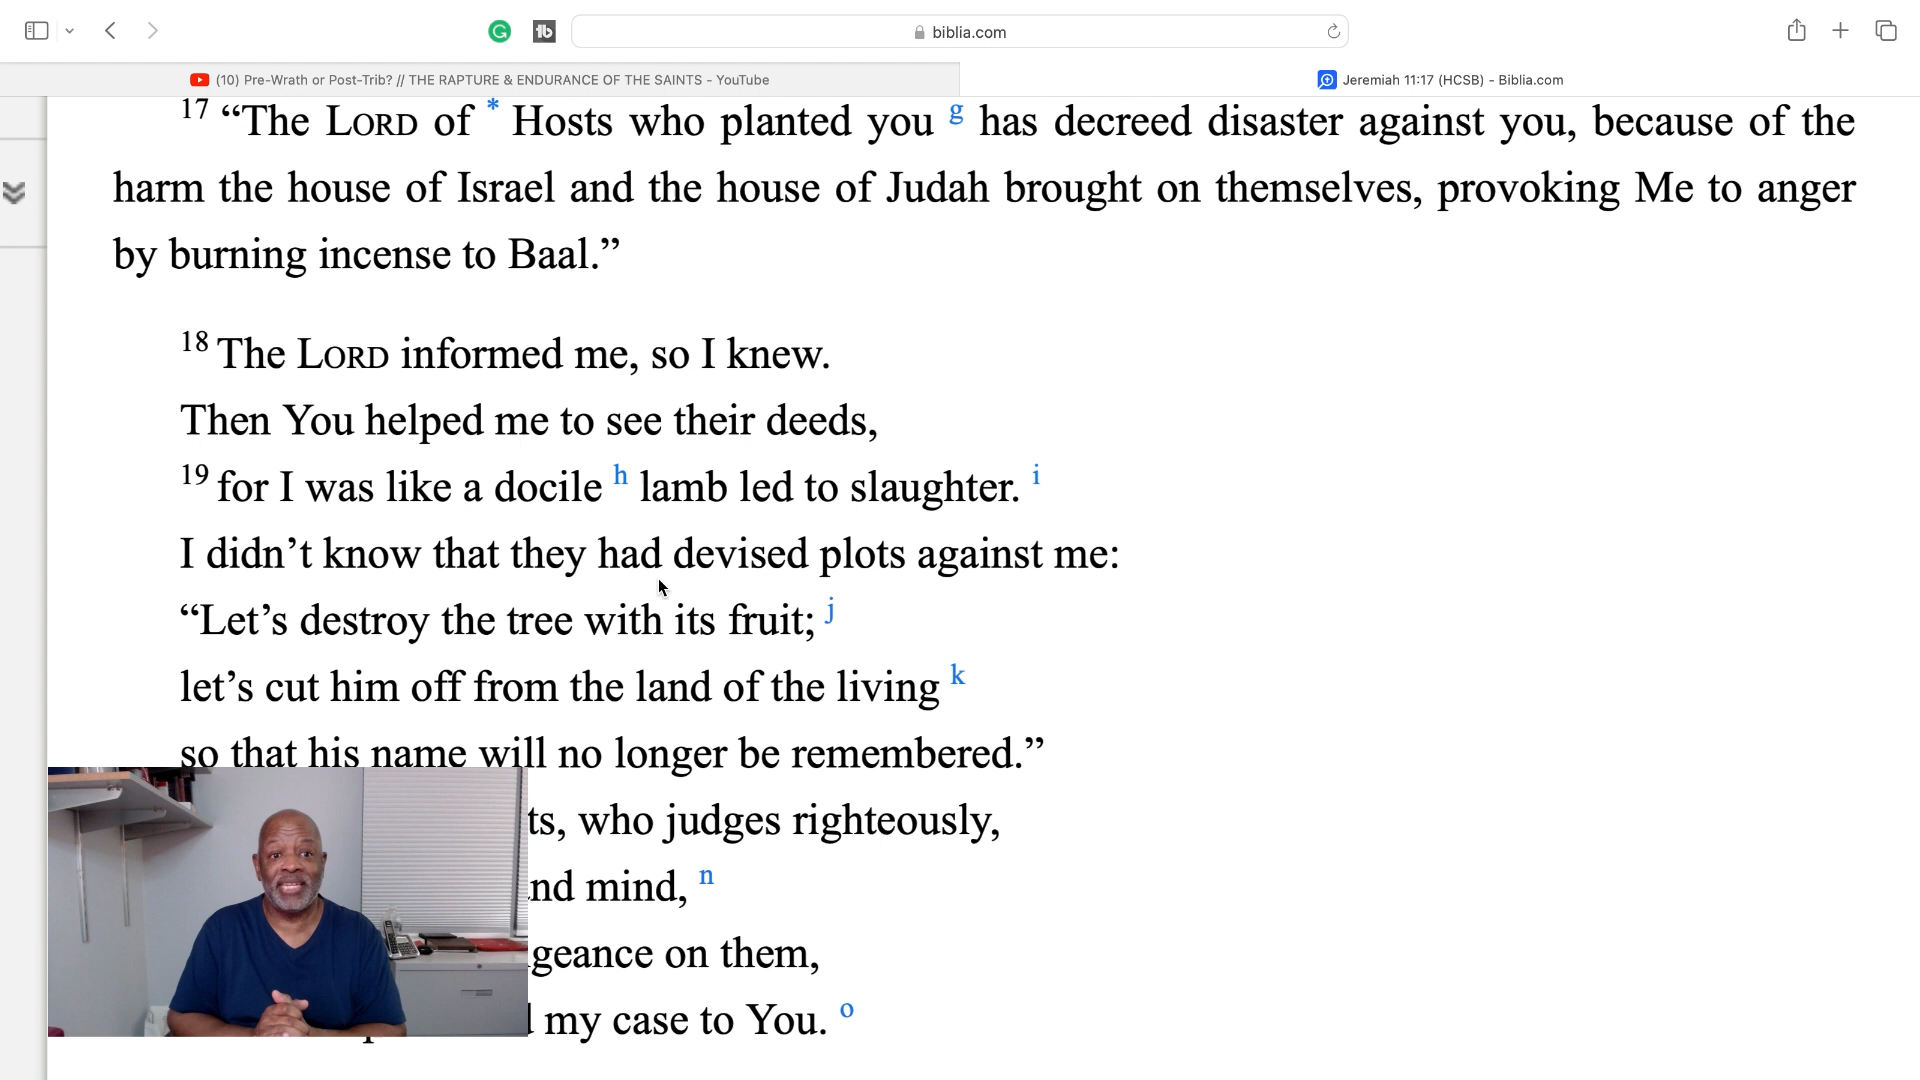 biblia.com
(10) Pre-Wrath or Post-Trib? // THE RAPTURE & ENDURANCE OF THE SAINTS - YouTube
Jeremiah 11:17 (HCSB) - Biblia.com
17 “The LORD of * Hosts who planted you g has decreed disaster against you, because of the
harm the house of Israel and the house of Judah brought on themselves, provoking Me to anger
by burning incense to Baal.”
18 The LORD informed me, so I knew.
Then You helped me to see their deeds,
19 for I was like a docile h lamb led to slaughter. i
I didn’t know that they had devised plots against me:
“Let’s destroy the tree with its fruit; j
let’s cut him off from the land of the living k
so that his name will no longer be remembered.”
ts, who judges righteously,
nd mind, n
geance on them,
my case to You. o